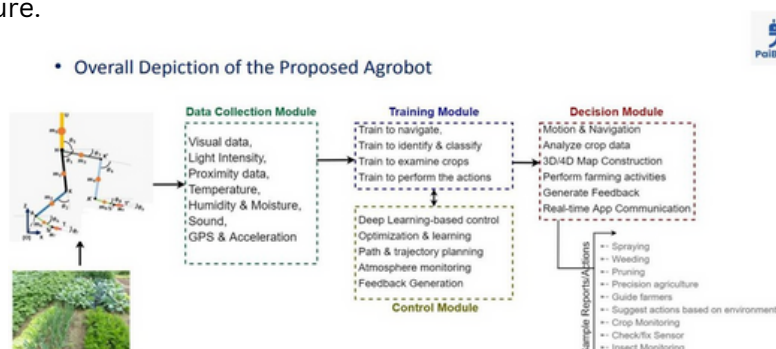 ure.
• Overall Depiction of the Proposed Agrobot
Data Collection Module
Visual data,
Light Intensity,
Proximity data,
Temperature,
Humidity & Moisture,
Sound,
GPS & Acceleration
Training Module
Train to navigate,
Train to identify & classify
Train to examine crops
Train to perform the actions
Deep Learning-based control
Optimization & learning
Path & trajectory planning
Atmosphere monitoring
Feedback Generation
Control Module
Decision Module
Motion & Navigation
Analyze crop data
3D/4D Map Construction
Perform farming activities
Generate Feedback
Real-time App Communication
Sample Reports/Actions
Spraying
Weeding
Pruning
Precision agriculture
Guide farmers
Suggest actions based on environment
Crop Monitoring
Check/fix Sensor
Insect Monitoring